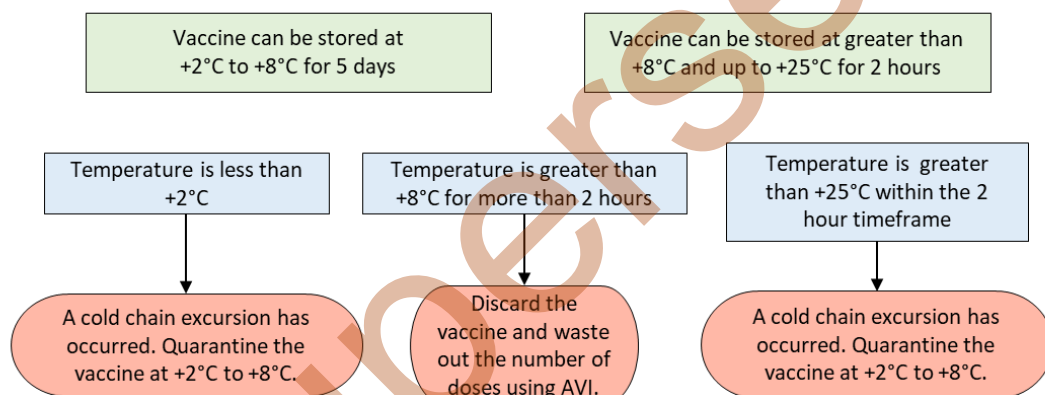 Vaccine can be stored at
+2°C to +8°C for 5 days
Vaccine can be stored at greater than
+8°C and up to +25°C for 2 hours
Temperature is less than
+2°C
Temperature is greater than
+8°C for more than 2 hours
Temperature is greater
than +25°C within the 2
hour timeframe
A cold chain excursion has
occurred. Quarantine the
vaccine at +2°C to +8°C.
Discard the
vaccine and waste
out the number of
doses using AVI.
A cold chain excursion has
occurred. Quarantine the
vaccine at +2°C to +8°C.